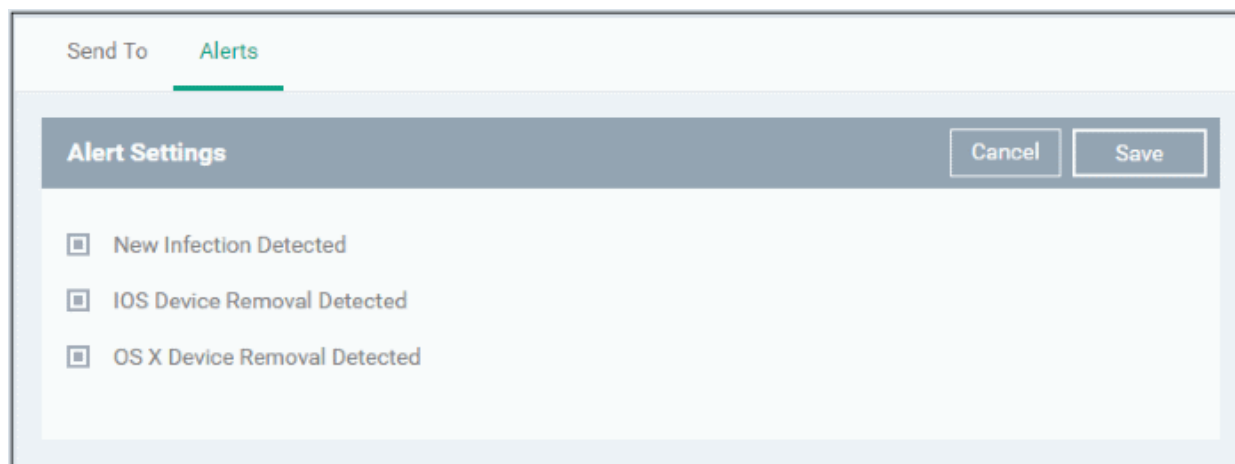 Send To Alerts
Alert Settings Cancel Save
New Infection Detected
IOS Device Removal Detected
OS X Device Removal Detected